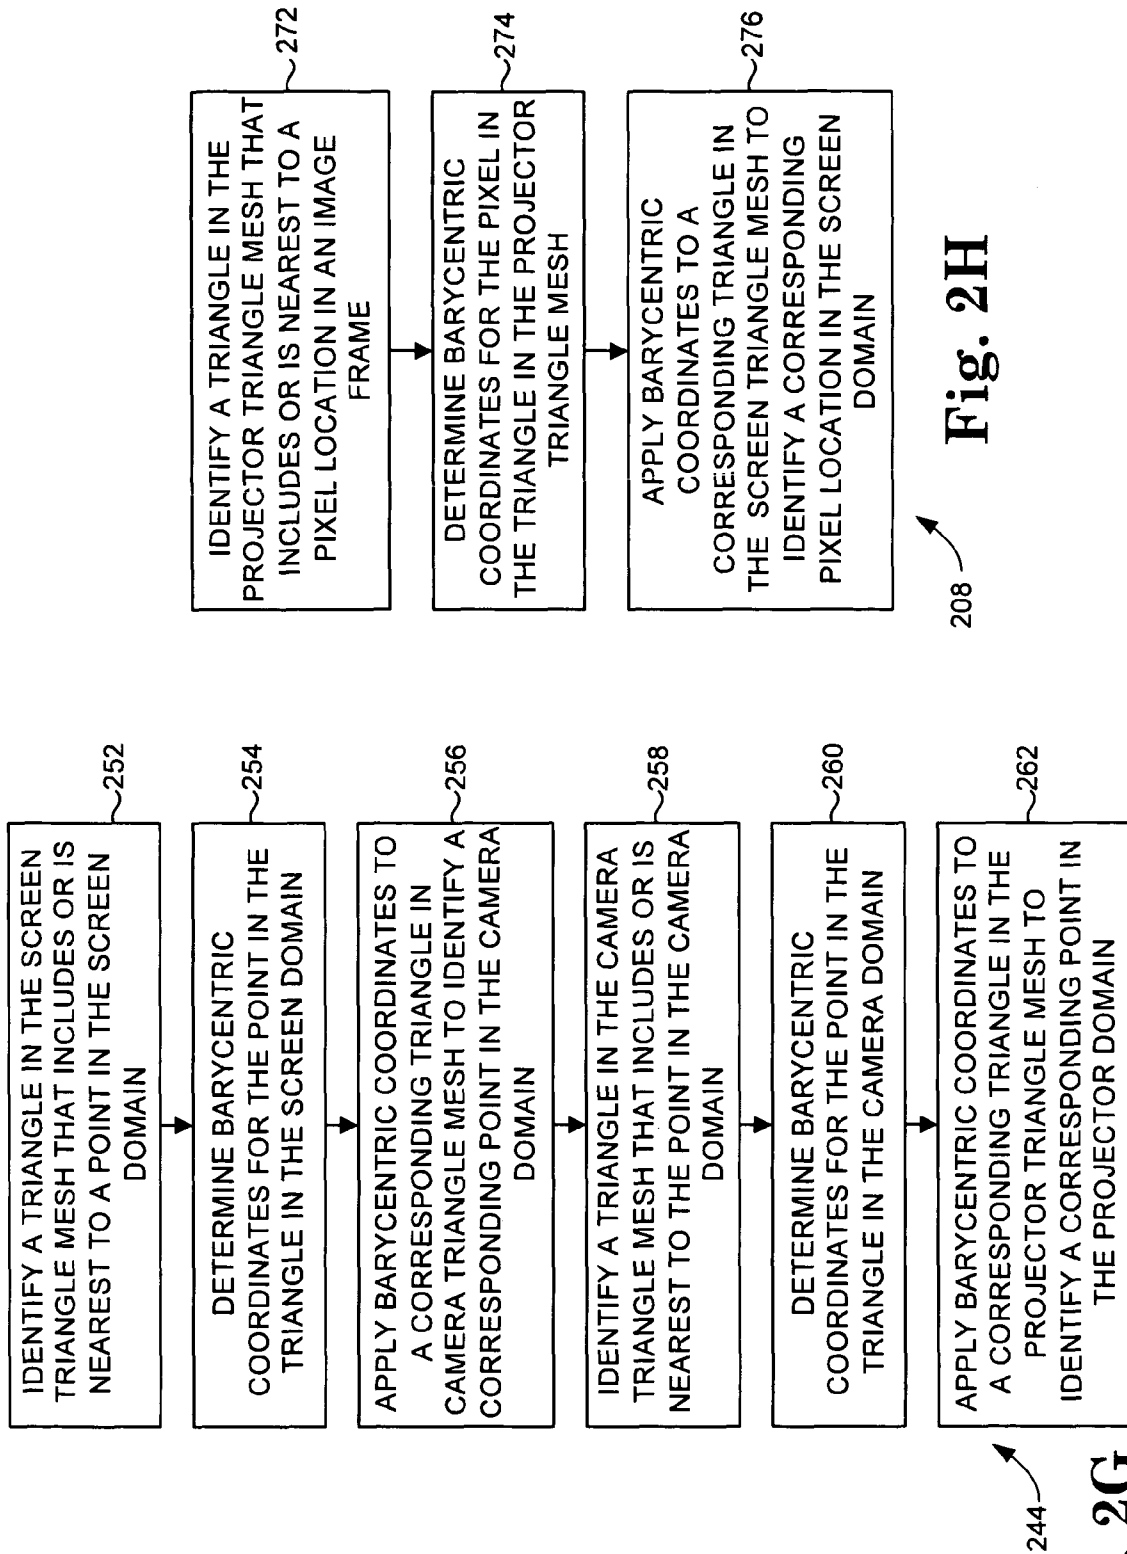 IDENTIFY A TRIANGLE IN THE SCREEN
TRIANGLE MESH THAT INCLUDES OR IS
NEAREST TO A POINT IN THE SCREEN
DOMAIN
252
DETERMINE BARYCENTRIC
COORDINATES FOR THE POINT IN THE
TRIANGLE IN THE SCREEN DOMAIN
254
APPLY BARYCENTRIC COORDINATES TO
A CORRESPONDING TRIANGLE IN
CAMERA TRIANGLE MESH TO IDENTIFY A
CORRESPONDING POINT IN THE CAMERA
DOMAIN
256
IDENTIFY A TRIANGLE IN THE CAMERA
TRIANGLE MESH THAT INCLUDES OR IS
NEAREST TO THE POINT IN THE CAMERA
DOMAIN
258
DETERMINE BARYCENTRIC
COORDINATES FOR THE POINT IN THE
TRIANGLE IN THE CAMERA DOMAIN
260
APPLY BARYCENTRIC COORDINATES TO
A CORRESPONDING TRIANGLE IN THE
PROJECTOR TRIANGLE MESH TO
IDENTIFY A CORRESPONDING POINT IN
THE PROJECTOR DOMAIN
262
244
2G
IDENTIFY A TRIANGLE IN THE
PROJECTOR TRIANGLE MESH THAT
INCLUDES OR IS NEAREST TO A
PIXEL LOCATION IN AN IMAGE
FRAME
272
DETERMINE BARYCENTRIC
COORDINATES FOR THE PIXEL IN
THE TRIANGLE IN THE PROJECTOR
TRIANGLE MESH
274
APPLY BARYCENTRIC
COORDINATES TO A
CORRESPONDING TRIANGLE IN
THE SCREEN TRIANGLE MESH TO
IDENTIFY A CORRESPONDING
PIXEL LOCATION IN THE SCREEN
DOMAIN
276
208
Fig. 2H